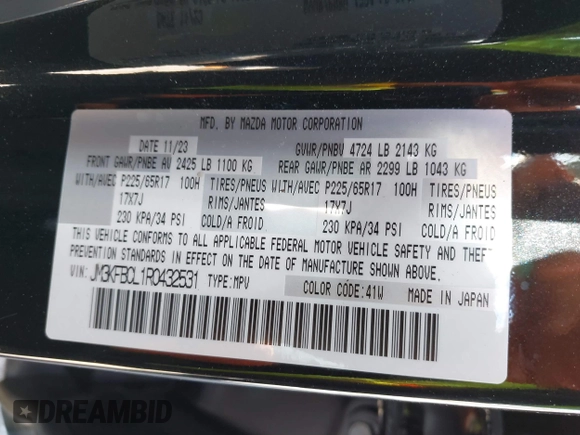 MFD. BY MAZDA MOTOR CORPORATION
DATE 11/23 GVWR/PNBV 4724 LB 2143 KG
FRONT GAWR/PNBE AV 2425 LB 1100 KG REAR GAWR/PNBE AR 2299 LB 1043 KG
WITH/AVEC P225/65R17 100H TIRES/PNEUS WITH/AVEC P225/65R17 100H TIRES/PNEUS
17X7J RIMS/JANTES 17X7J RIMS/JANTES
230 KPA/34 PSI COLD/A FROID 230 KPA/34 PSI COLD/A FROID
THIS VEHICLE CONFORMS TO ALL APPLICABLE FEDERAL MOTOR VEHICLE SAFETY AND THEFT
PREVENTION STANDARDS IN EFFECT ON THE DATE OF MANUFACTURE SHOWN ABOVE.
VIN: JM3KFBCL1R0432531 TYPE:MPV COLOR CODE:41W MADE IN JAPAN
DREAMBID